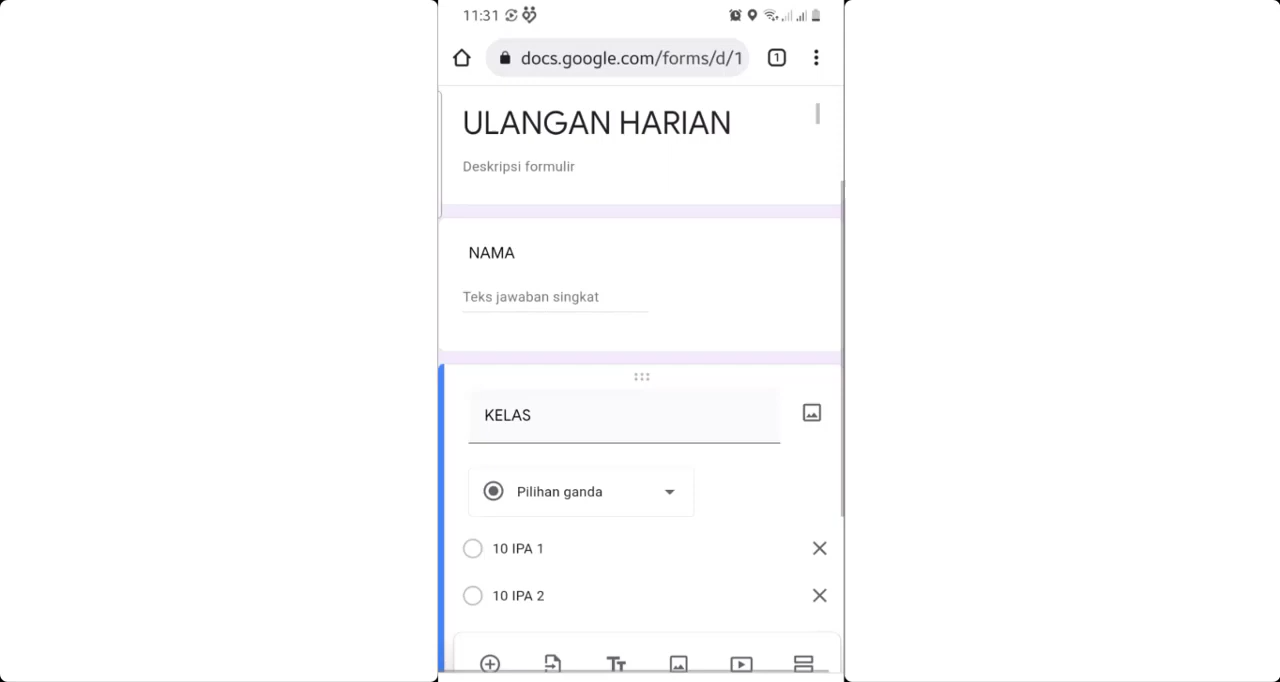 11:31
docs.google.com/forms/d/1
1
ULANGAN HARIAN
Deskripsi formulir
NAMA
Teks jawaban singkat
KELAS
Pilihan ganda
10 IPA 1
10 IPA 2
Tт